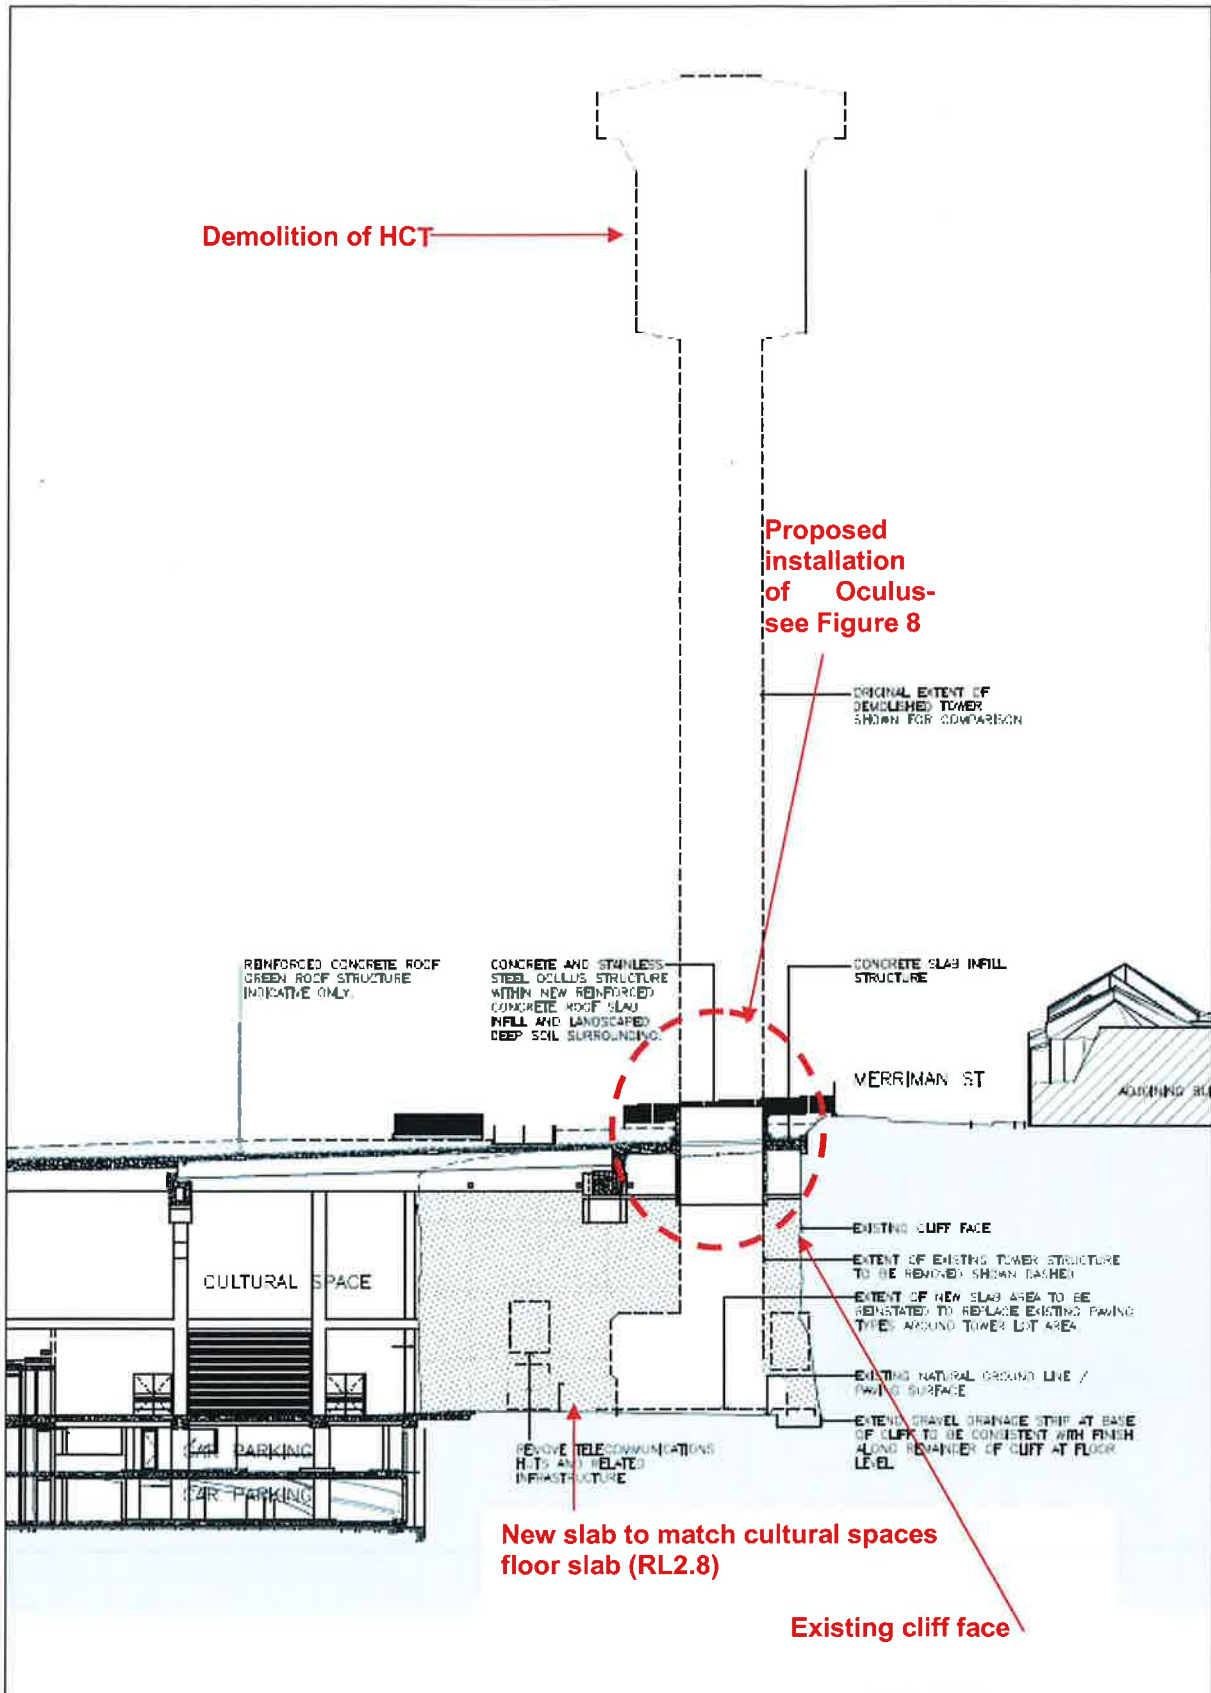 Demolition of HCT
Proposed
installation
of Oculus-
see Figure 8
ORIGINAL EXTENT OF
DEMOLISHED TOWER
SHOWN FOR COMPARISON
REINFORCED CONCRETE ROOF
GREEN ROOF STRUCTURE
INDICATIVE ONLY.
CONCRETE AND STAINLESS
STEEL OCULUS STRUCTURE
WITHIN NEW REINFORCED
CONCRETE ROOF SLAB
INFILL AND LANDSCAPED
DEEP SOIL SURROUNDING.
CONCRETE SLAB INFILL
STRUCTURE
MERRIMAN ST
ADJOINING
EXISTING CLIFF FACE
EXTENT OF EXISTING TOWER STRUCTURE
TO BE REMOVED SHOWN DASHED
EXTENT OF NEW SLAB AREA TO BE
REINSTATED TO REPLACE EXISTING PAVING
TYPES AROUND TOWER LOT AREA
CULTURAL SPACE
EXISTING NATURAL GROUND LINE /
PAVING SURFACE
EXTEND GRAVEL DRAINAGE STRIP AT BASE
OF CLIFF TO BE CONSISTENT WITH FINISH
ALONG REMAINDER OF CLIFF AT FLOOR
LEVEL
CAR PARKING
CAR PARKING
REMOVE TELECOMMUNICATIONS
HUTS AND RELATED
INFRASTRUCTURE
New slab to match cultural spaces
floor slab (RL2.8)
Existing cliff face